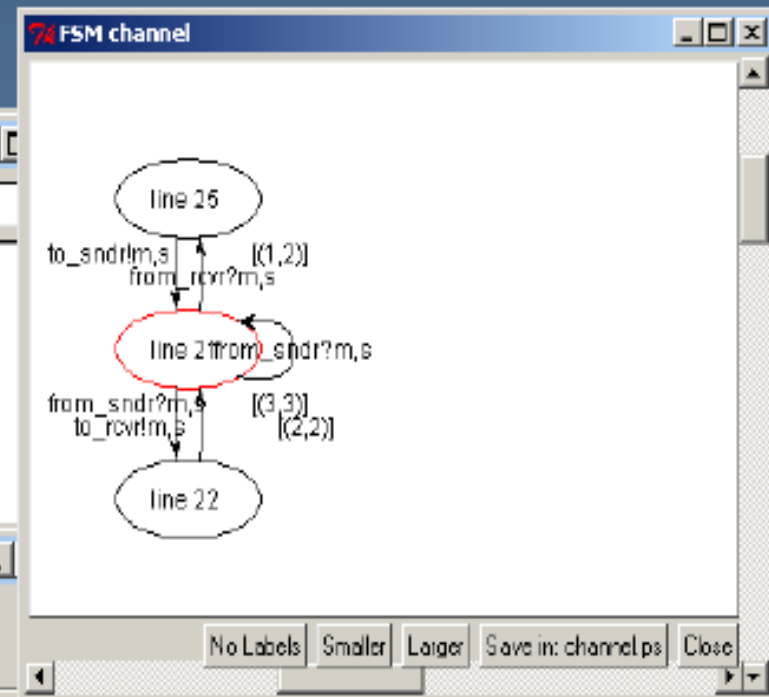 FSM channel
line 25
to_sndr!m,s
[(1,2)]
from_rcvr?m,s
line 21
from_sndr?m,s
from_sndr?m,s
[(3,3)]
to_rcvr!m,s
[(2,2)]
line 22
No Labels
Smaller
Larger
Save in: channel.ps
Close